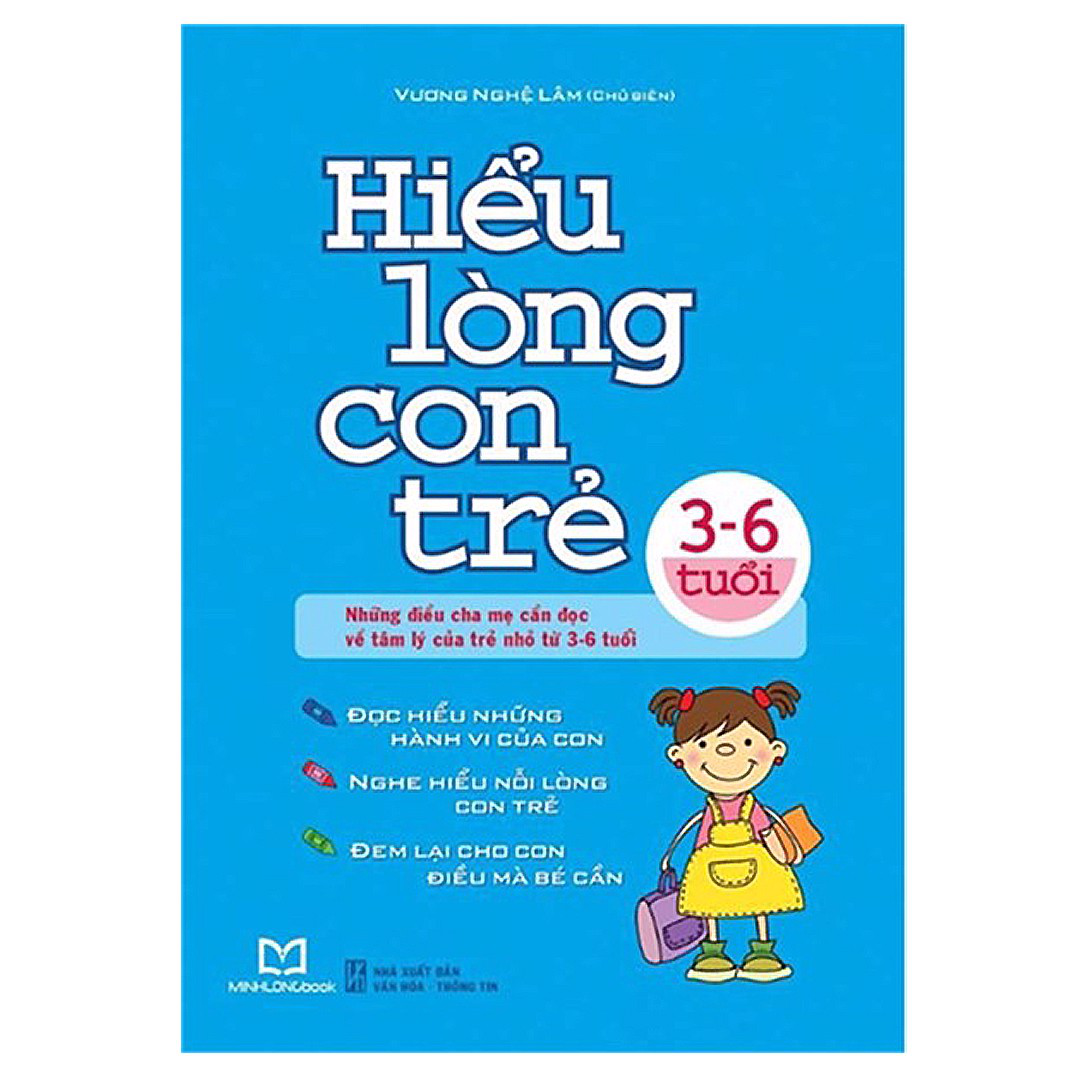 VƯƠNG NGHỆ LÂM (CHỦ BIÊN)
Hiểu
lòng
con
trẻ
3-6
tuổi
Những điều cha mẹ cần đọc
về tâm lý của trẻ nhỏ từ 3-6 tuổi
ĐỌC HIỂU NHỮNG
HÀNH VI CỦA CON
NGHE HIỂU NỖI LÒNG
CON TRẺ
ĐEM LẠI CHO CON
ĐIỀU MÀ BÉ CẦN
MINHLONGbook
NHÀ XUẤT BẢN
VĂN HÓA - THÔNG TIN